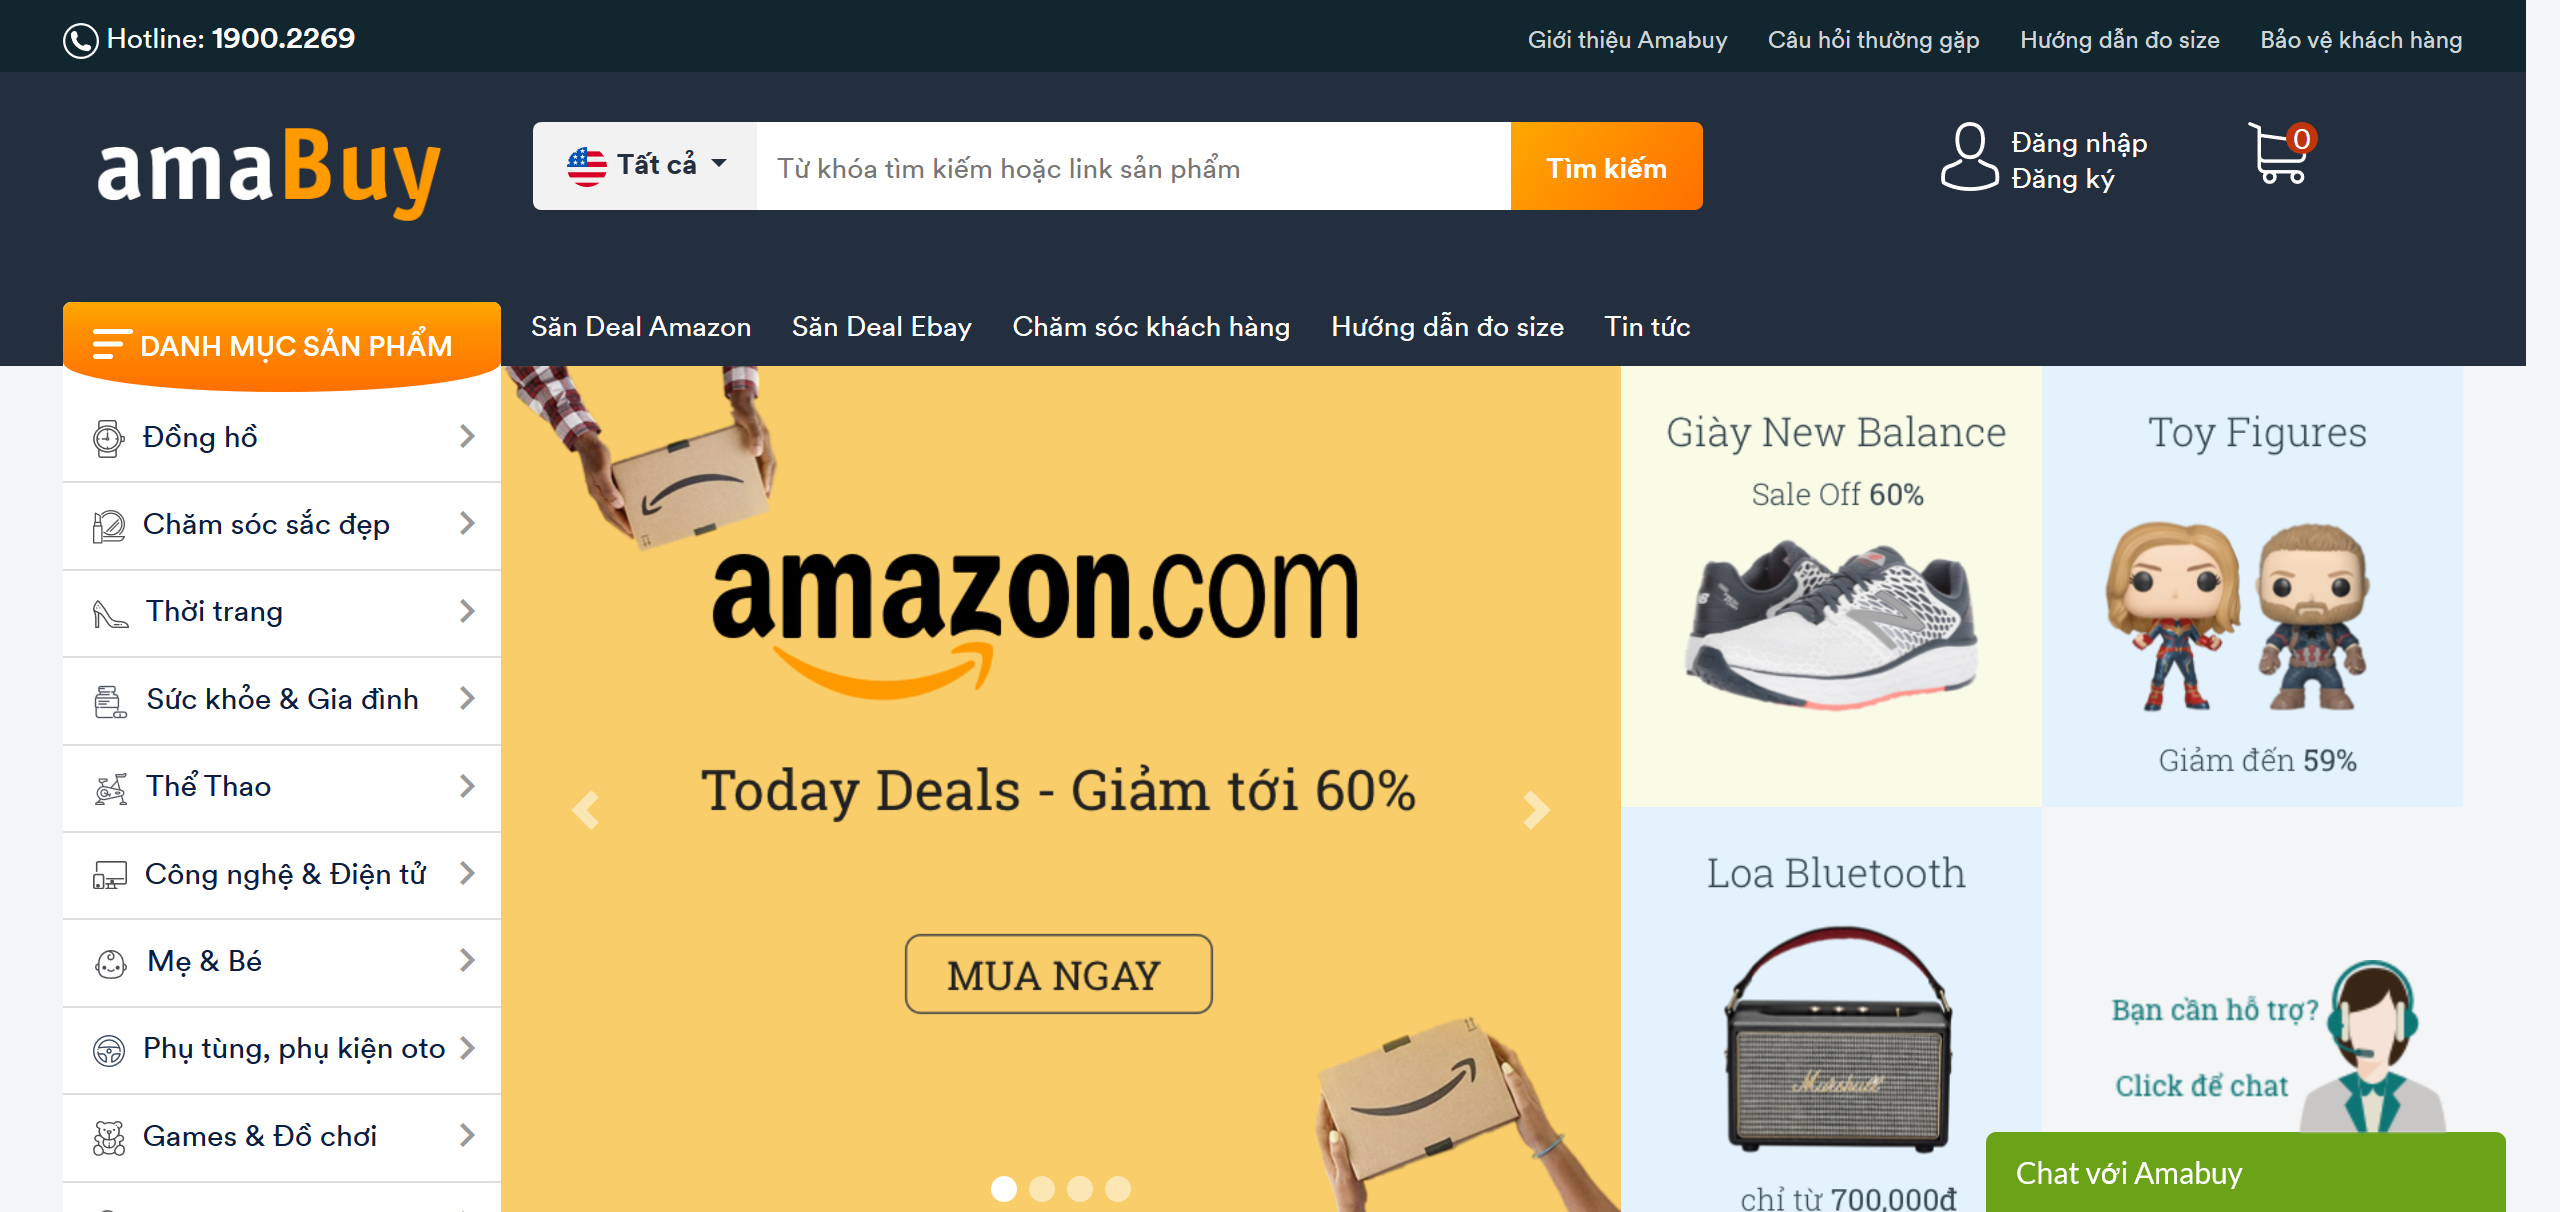 Hotline: 1900.2269
Giới thiệu Amabuy
Câu hỏi thường gặp
Hướng dẫn đo size
Bảo vệ khách hàng
amaBuy
Tất cả
Từ khóa tìm kiếm hoặc link sản phẩm
Tìm kiếm
Đăng nhập
Đăng ký
0
DANH MỤC SẢN PHẨM
Săn Deal Amazon
Săn Deal Ebay
Chăm sóc khách hàng
Hướng dẫn đo size
Tin tức
Đồng hồ
Chăm sóc sắc đẹp
Thời trang
Sức khỏe & Gia đình
Thể Thao
Công nghệ & Điện tử
Mẹ & Bé
Phụ tùng, phụ kiện oto
Games & Đồ chơi
amazon.com
Today Deals - Giảm tới 60%
MUA NGAY
Giày New Balance
Sale Off 60%
Toy Figures
Giảm đến 59%
Loa Bluetooth
Marshall
chỉ từ 700,000đ
Bạn cần hỗ trợ?
Click để chat
Chat với Amabuy